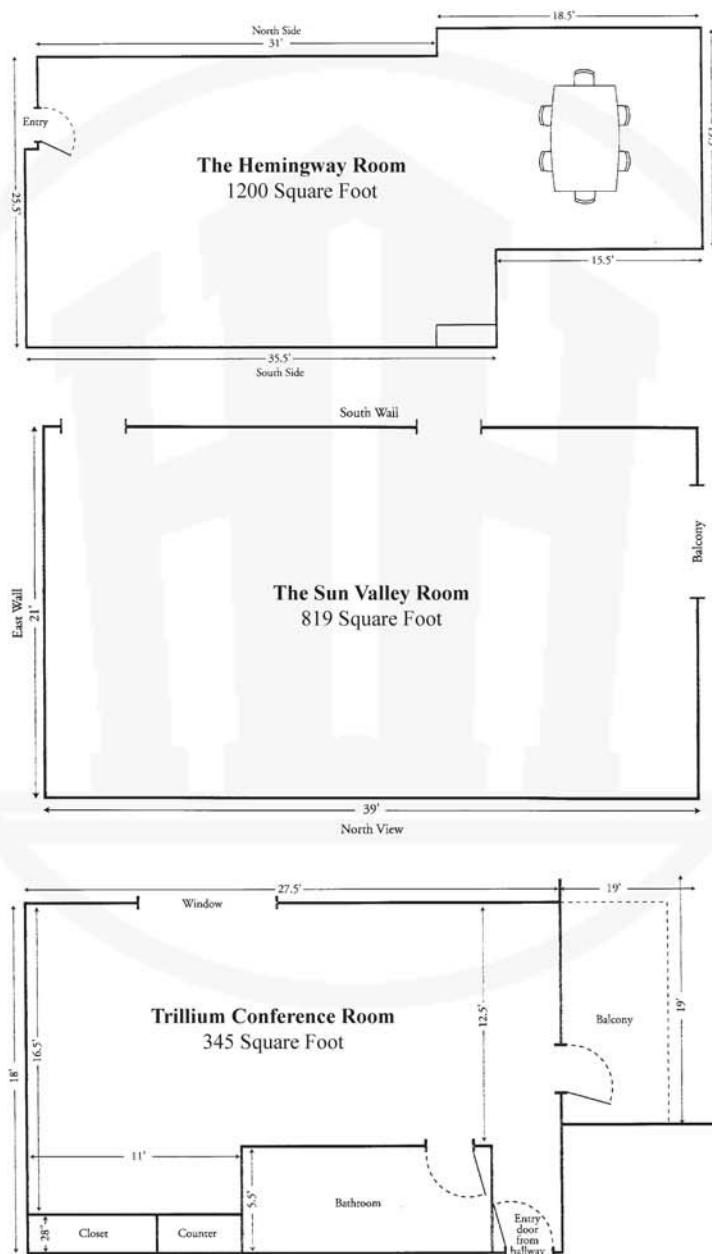 North Side
31'
18.5'
Entry
The Hemingway Room
1200 Square Foot
25.5'
15.5'
35.5'
South Side
South Wall
East Wall
21'
Balcony
The Sun Valley Room
819 Square Foot
39'
North View
27.5'
19'
Window
18'
16.5'
12.5'
Trillium Conference Room
345 Square Foot
Balcony
19'
11'
5.5'
Bathroom
28"
Closet
Counter
Entry
door
from
hallway